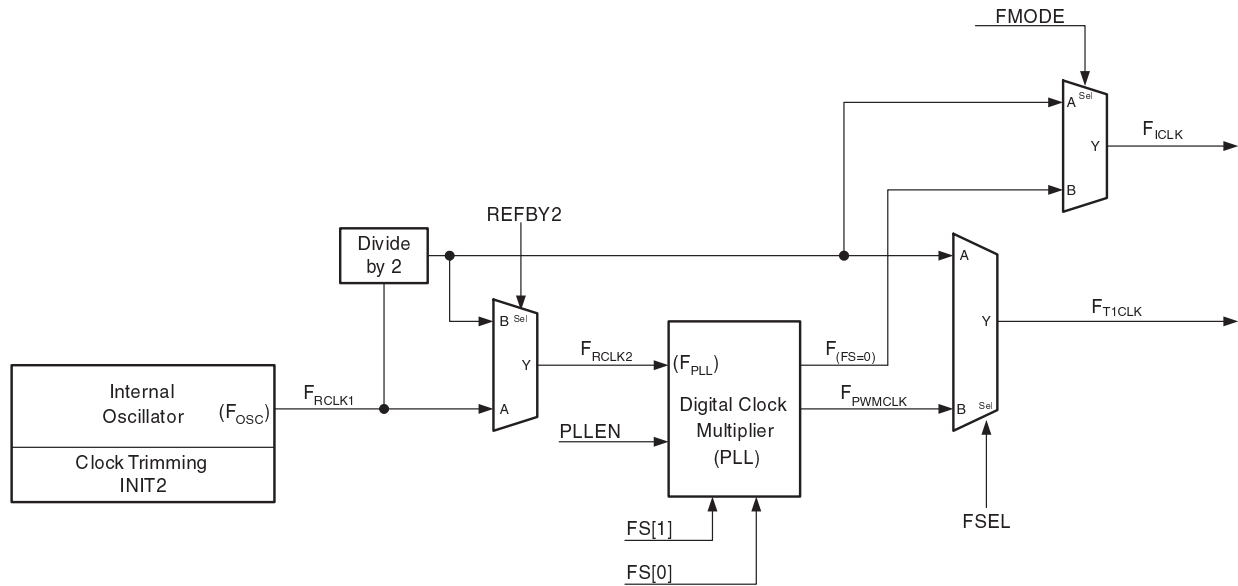 FMODE
A Sel
Y
B
FICLK
REFBY2
Divide
by 2
B Sel
Y
A
A
Y
B Sel
FT1CLK
FRCLK2
(FPLL)
Digital Clock
Multiplier
(PLL)
F(FS=0)
FPWMCLK
Internal
Oscillator
(FOSC)
FRCLK1
Clock Trimming
INIT2
PLLEN
FSEL
FS[1]
FS[0]